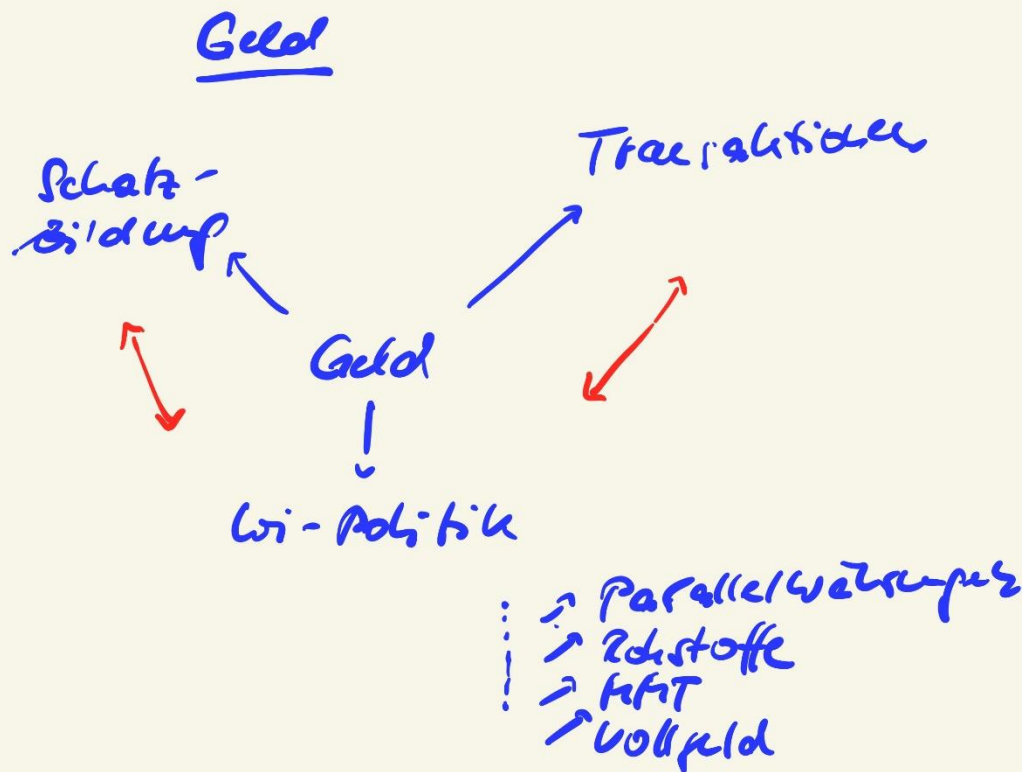 Geld
Transaktionen
Schatz-
bildung
Geld
Wi-Politik
Parallelwährungen
Rohstoffe
MMT
Vollgeld